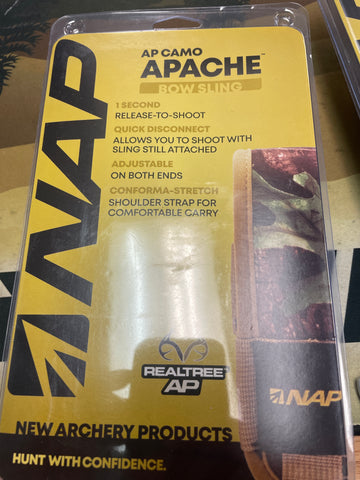 NAP
AP CAMO
APACHE™
BOW SLING
1 SECOND
RELEASE-TO-SHOOT
QUICK DISCONNECT
ALLOWS YOU TO SHOOT WITH
SLING STILL ATTACHED
ADJUSTABLE
ON BOTH ENDS
CONFORMA-STRETCH
SHOULDER STRAP FOR
COMFORTABLE CARRY
REALTREE
AP
NAP
NEW ARCHERY PRODUCTS
HUNT WITH CONFIDENCE.